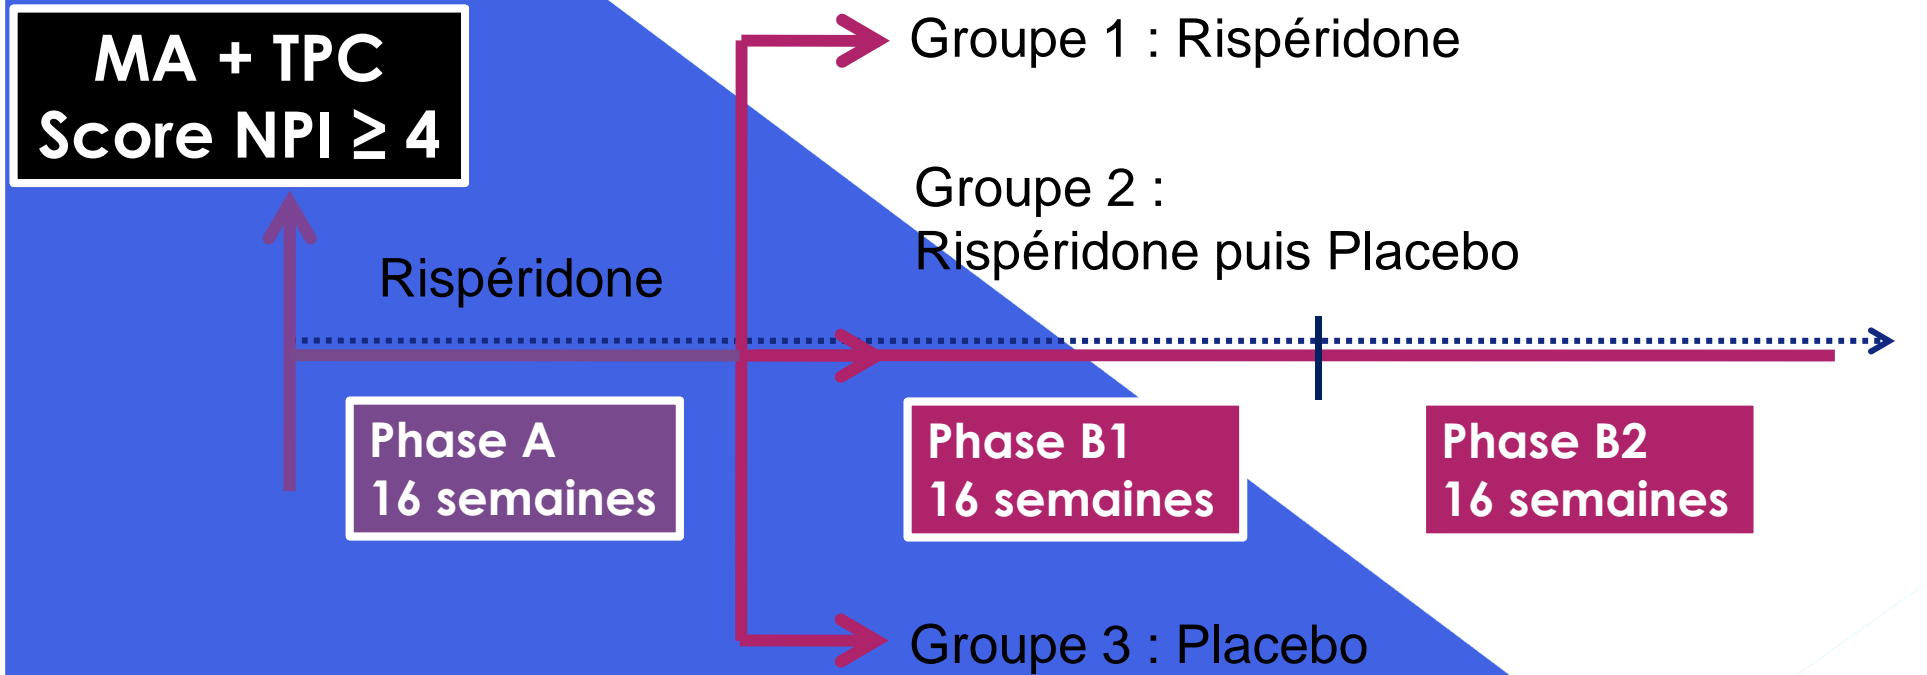 MA + TPC
Score NPI ≥ 4
Groupe 1 : Rispéridone
Groupe 2 :
Rispéridone puis Placebo
Rispéridone
Phase A
16 semaines
Phase B1
16 semaines
Phase B2
16 semaines
Groupe 3 : Placebo